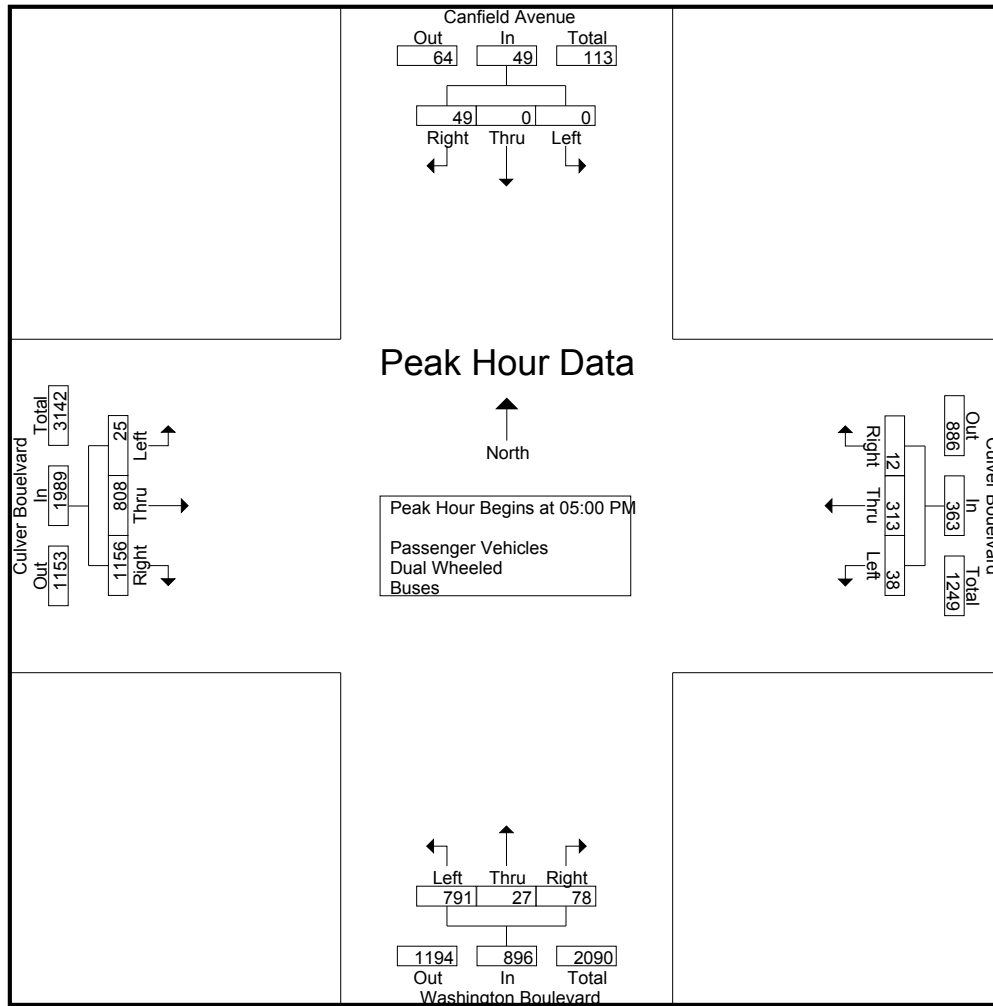 Canfield Avenue
Out In Total
64 49 113
49 0 0
Right Thru Left
Peak Hour Data
North
Peak Hour Begins at 05:00 PM
Passenger Vehicles
Dual Wheeled
Buses
Culver Bouelvard
Out In Total
1153 1989 3142
25 808 1156
Left Thru Right
Culver Bouelvard
Out In Total
886 363 1249
12 313 38
Right Thru Left
Left Thru Right
791 27 78
1194 896 2090
Out In Total
Washington Boulevard